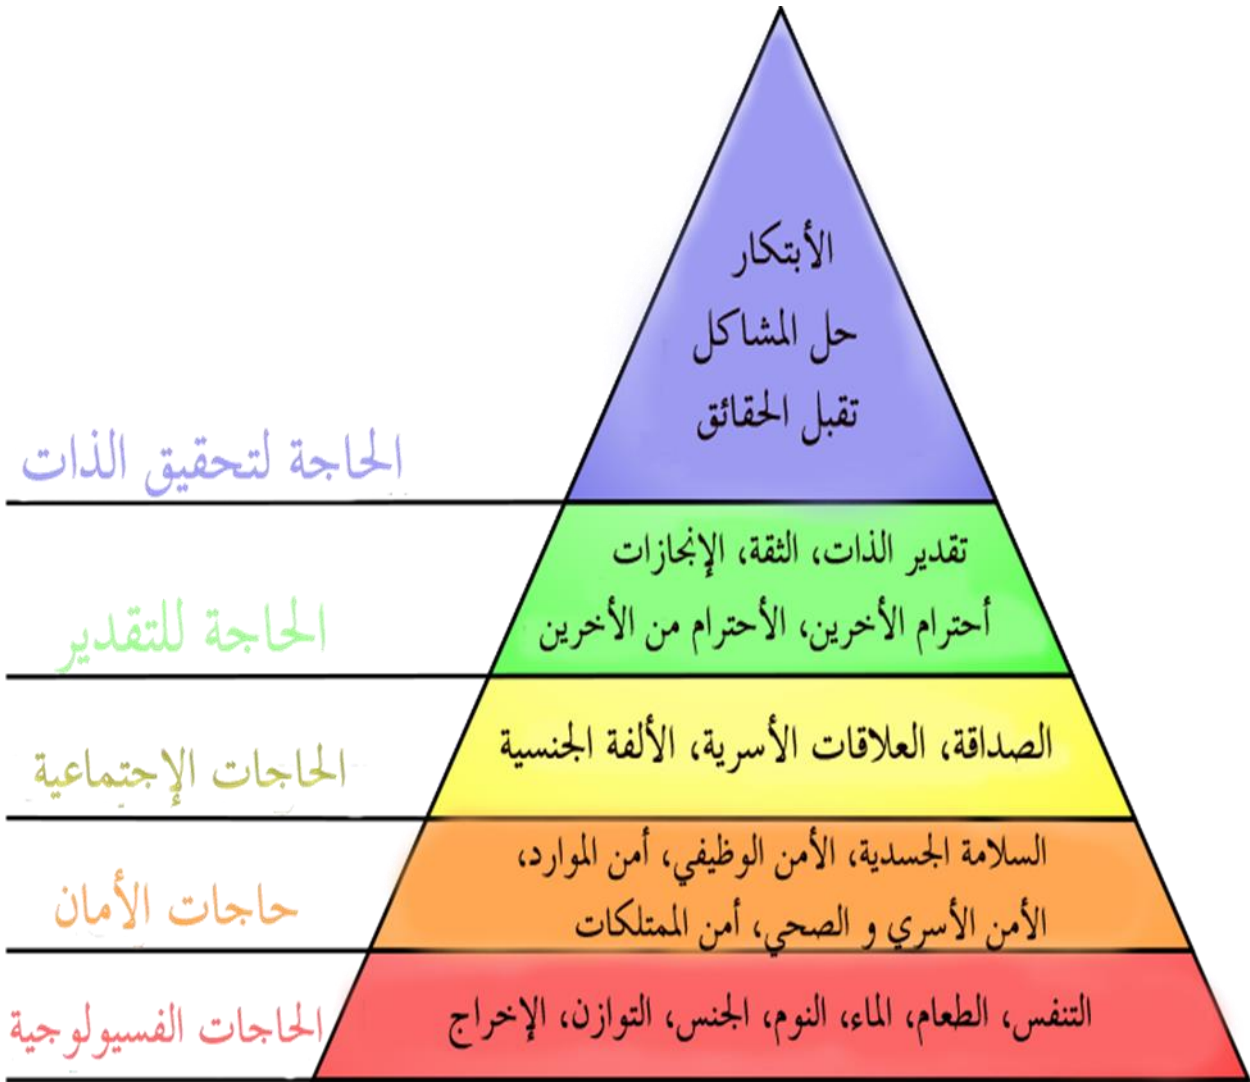 الأبتكار
حل المشاكل
تقبل الحقائق
الحاجة لتحقيق الذات
تقدير الذات، الثقة، الإنجازات
أحترام الأخرين، الأحترام من الأخرين
الحاجة للتقدير
الصداقة، العلاقات الأسرية، الألفة الجنسية
الحاجات الإجتماعية
السلامة الجسدية، الأمن الوظيفي، أمن الموارد،
الأمن الأسري و الصحي، أمن الممتلكات
حاجات الأمان
التنفس، الطعام، الماء، النوم، الجنس، التوازن، الإخراج
الحاجات الفسيولوجية